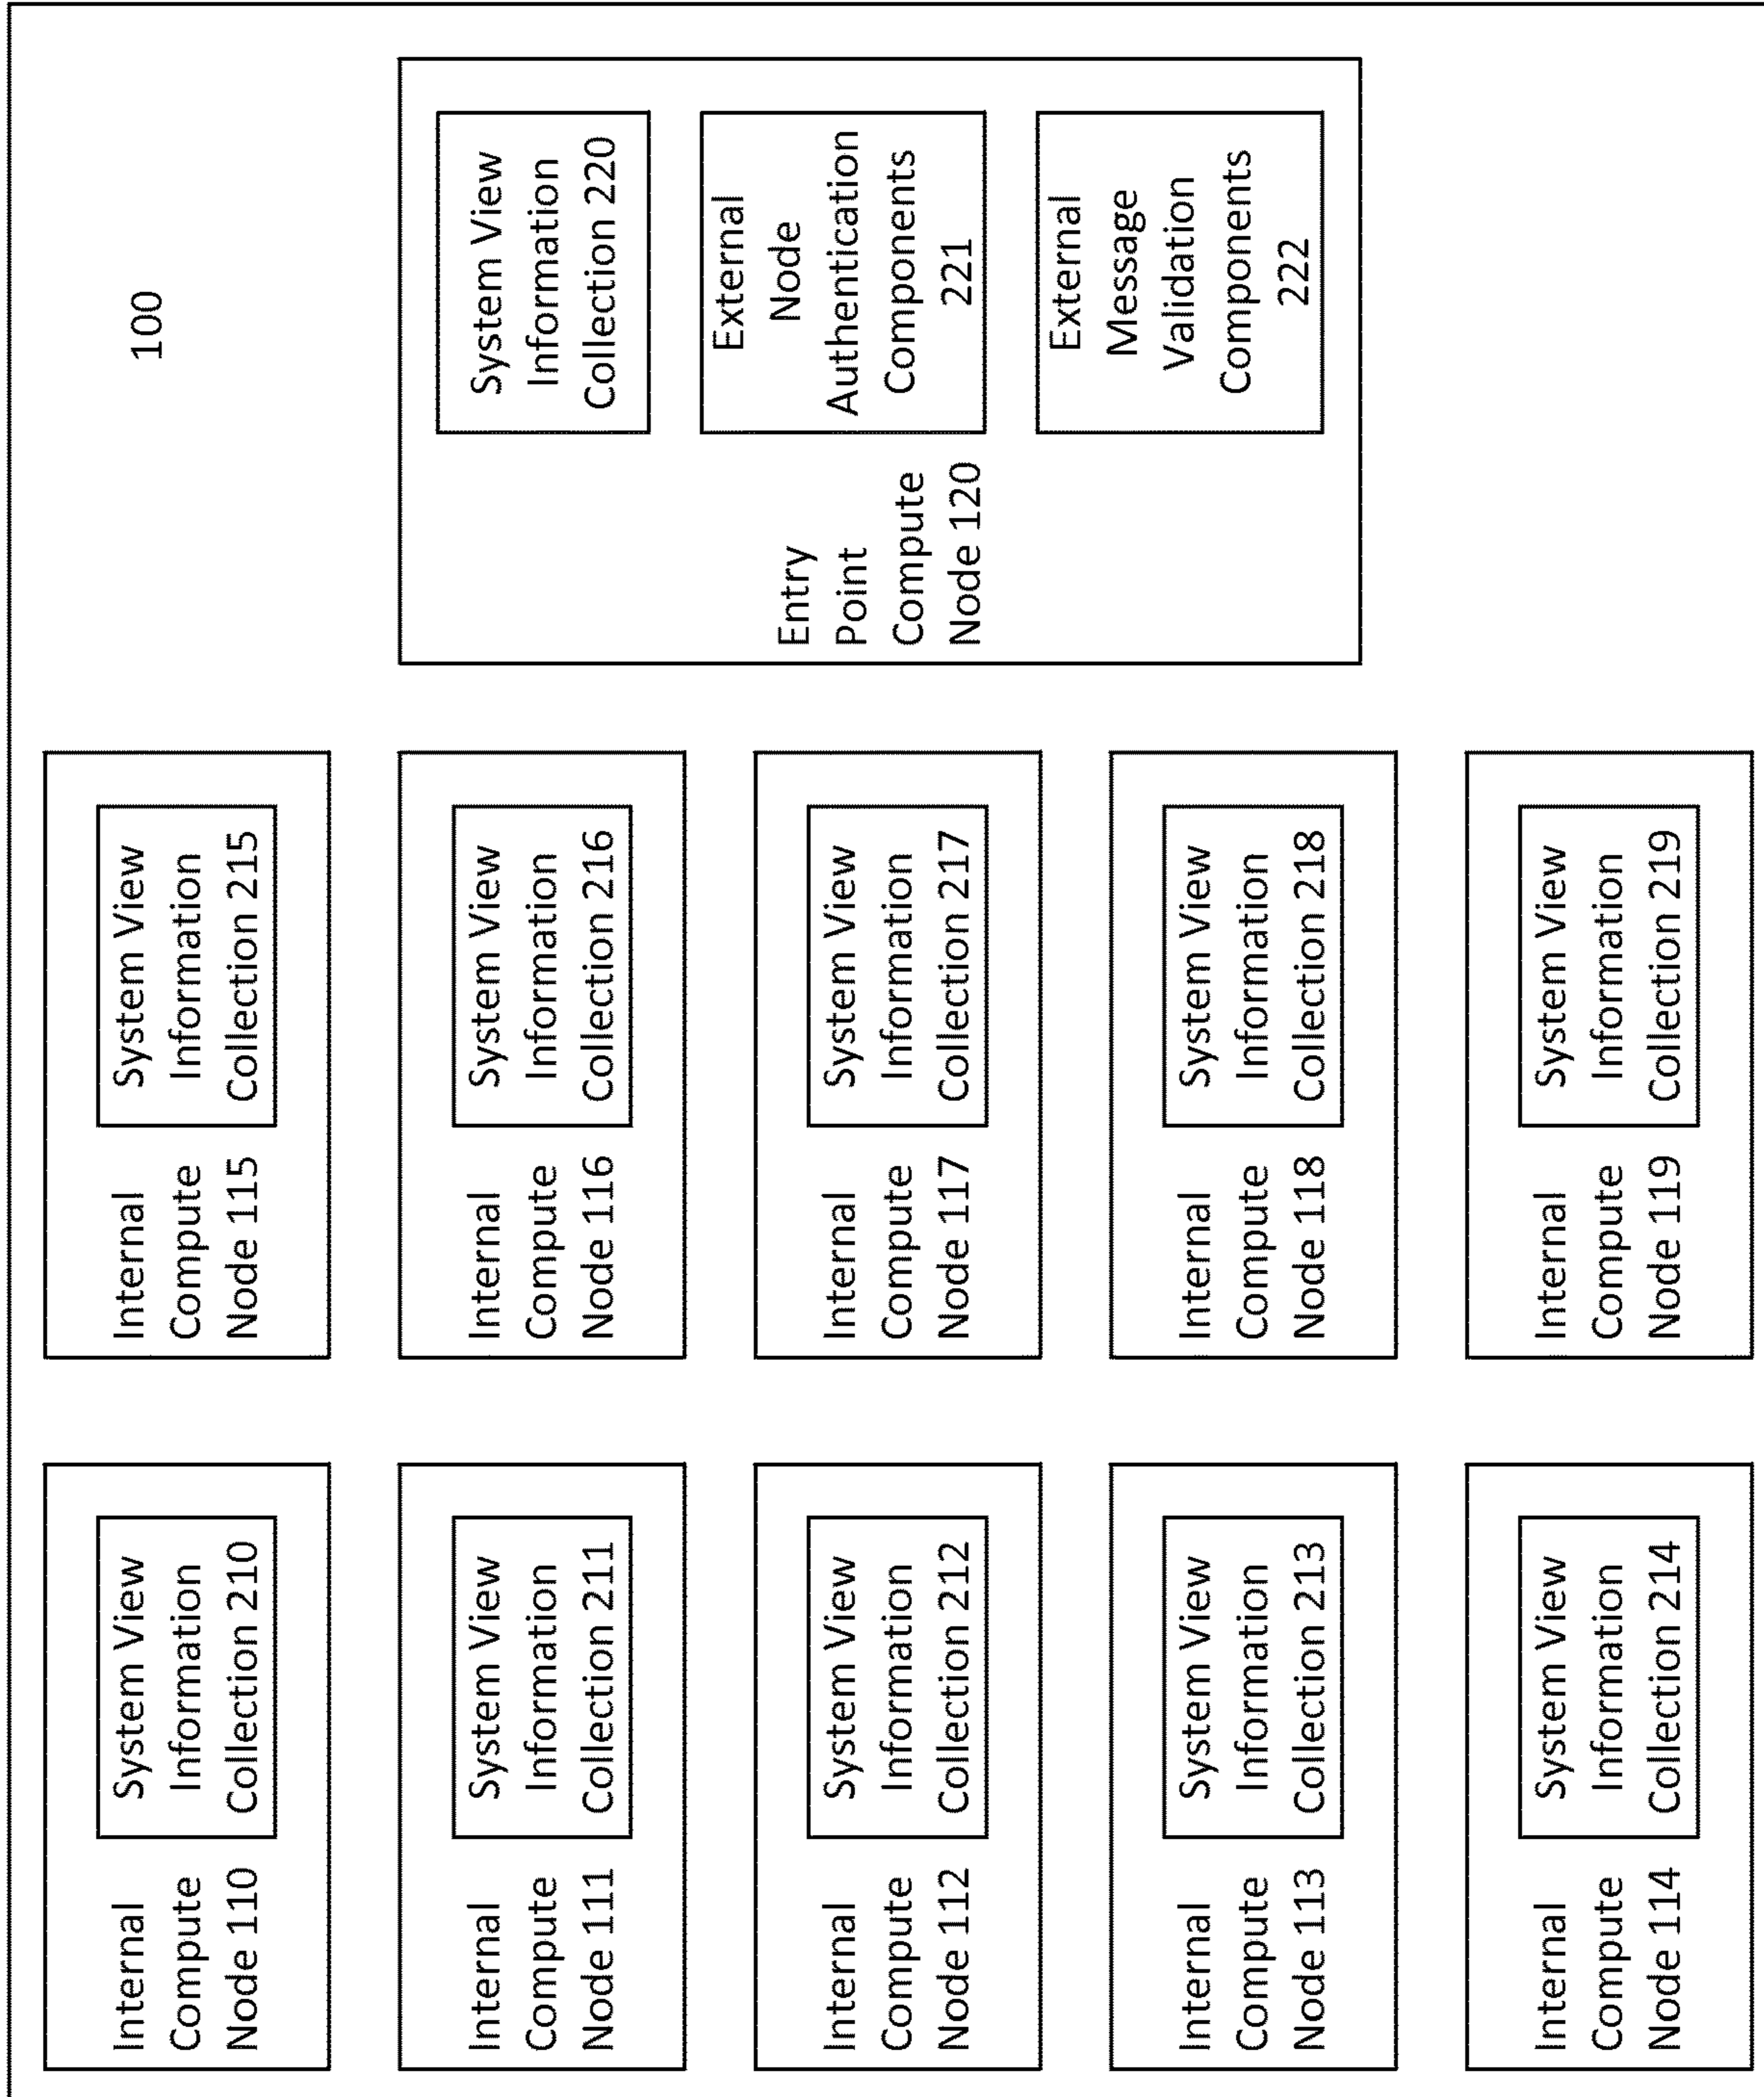 Internal
Compute
Node 110
System View
Information
Collection 210
Internal
Compute
Node 111
System View
Information
Collection 211
Internal
Compute
Node 112
System View
Information
Collection 212
Internal
Compute
Node 113
System View
Information
Collection 213
Internal
Compute
Node 114
System View
Information
Collection 214
Internal
Compute
Node 115
System View
Information
Collection 215
Internal
Compute
Node 116
System View
Information
Collection 216
Internal
Compute
Node 117
System View
Information
Collection 217
Internal
Compute
Node 118
System View
Information
Collection 218
Internal
Compute
Node 119
System View
Information
Collection 219
100
Entry
Point
Compute
Node 120
System View
Information
Collection 220
External
Node
Authentication
Components
221
External
Message
Validation
Components
222